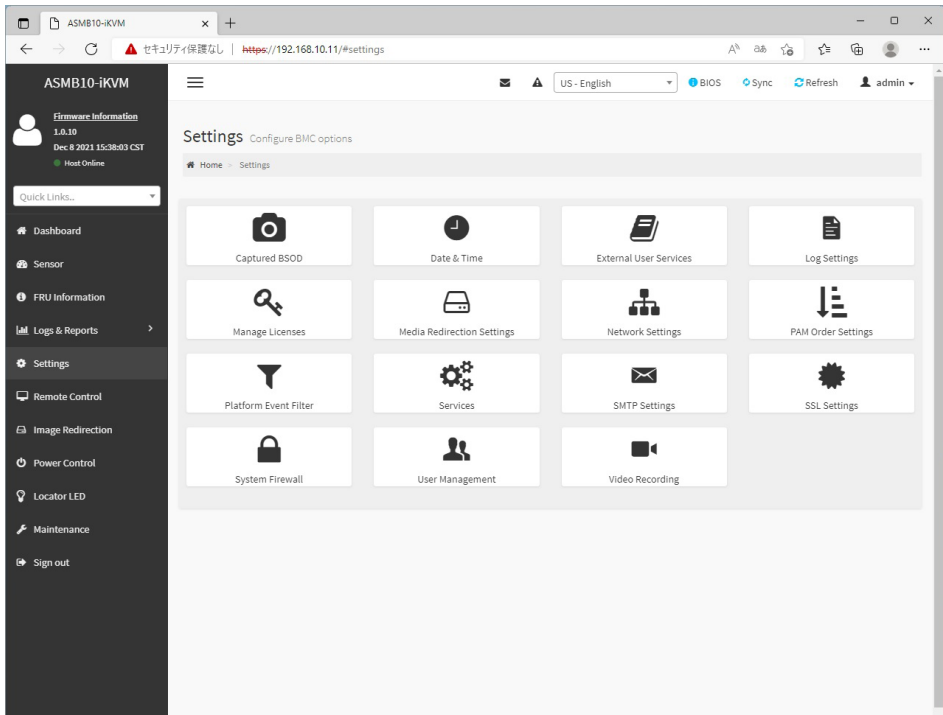 ASMB10-iKVM
セキュリティ保護なし | https://192.168.10.11/#settings
ASMB10-iKVM
US - English
BIOS
Sync
Refresh
admin
Firmware Information
1.0.10
Dec 8 2021 15:38:03 CST
Host Online
Quick Links...
Dashboard
Sensor
FRU Information
Logs & Reports
Settings
Remote Control
Image Redirection
Power Control
Locator LED
Maintenance
Sign out
Settings Configure BMC options
Home > Settings
Captured BSOD
Date & Time
External User Services
Log Settings
Manage Licenses
Media Redirection Settings
Network Settings
PAM Order Settings
Platform Event Filter
Services
SMTP Settings
SSL Settings
System Firewall
User Management
Video Recording